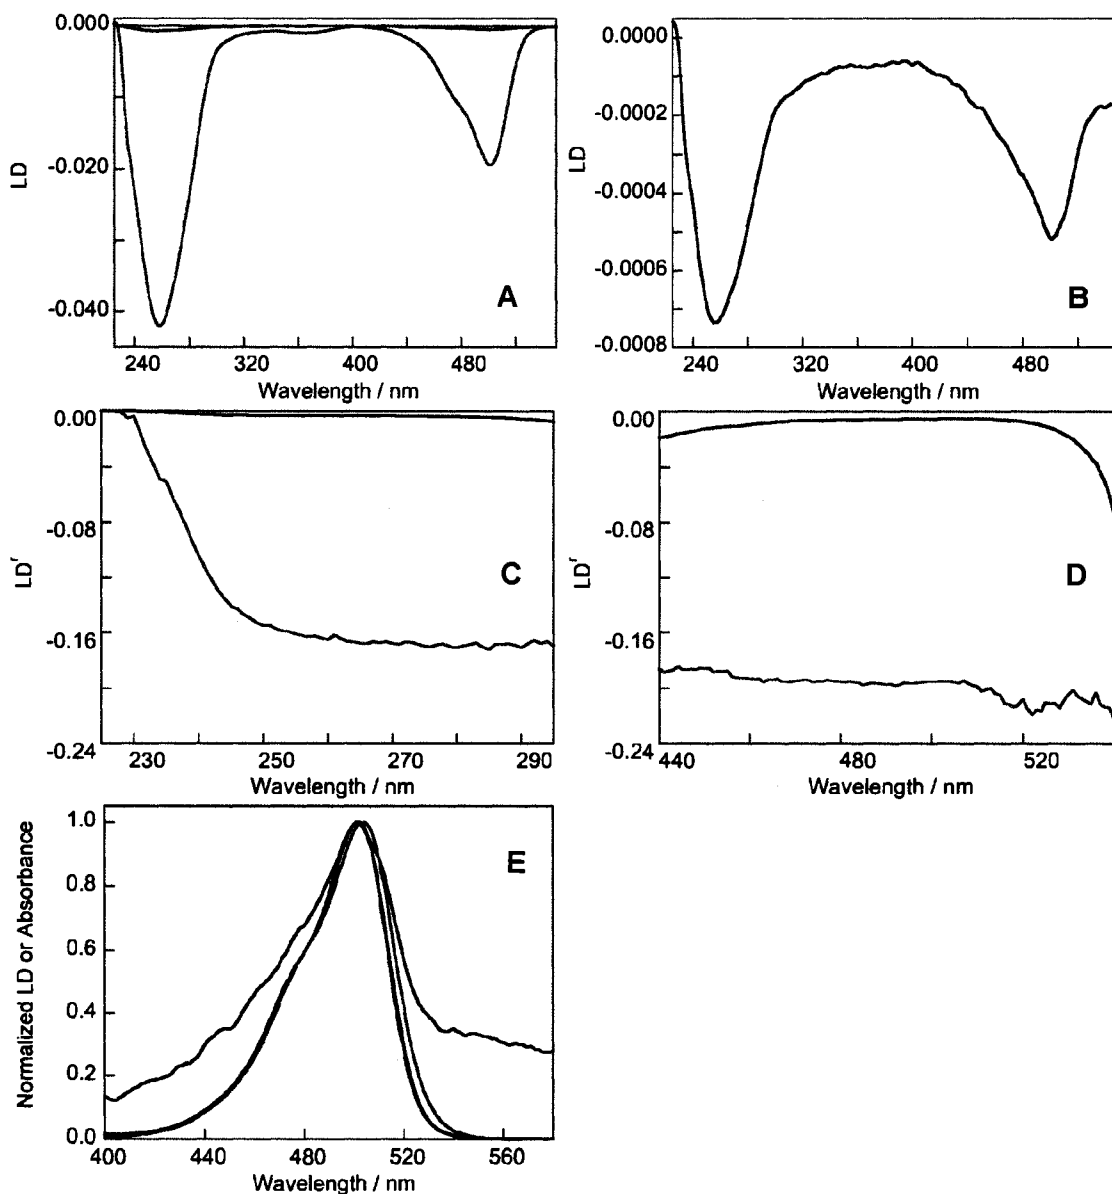 0.000
-0.020
-0.040
LD
A
240
320
400
480
Wavelength / nm
0.0000
-0.0002
-0.0004
-0.0006
-0.0008
LD
B
240
320
400
480
Wavelength / nm
0.00
-0.08
-0.16
-0.24
LDr
C
230
250
270
290
Wavelength / nm
0.00
-0.08
-0.16
-0.24
LDr
D
440
480
520
Wavelength / nm
1.0
0.8
0.6
0.4
0.2
0.0
Normalized LD or Absorbance
E
400
440
480
520
560
Wavelength / nm